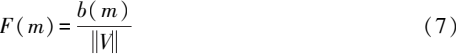 F(m) = b(m) / ‖V‖ (7)